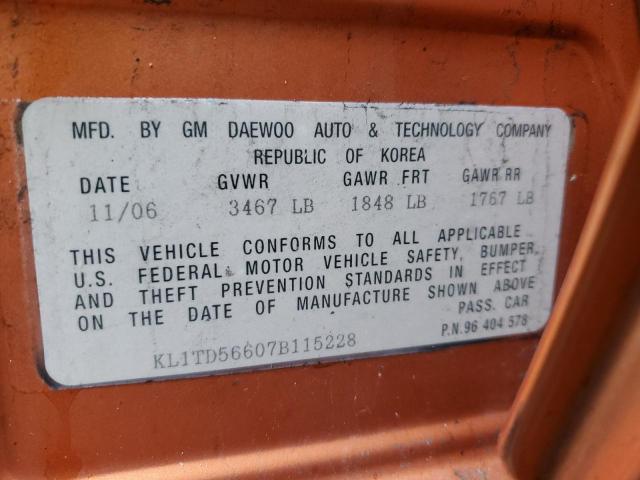 MFD. BY GM DAEWOO AUTO & TECHNOLOGY COMPANY
REPUBLIC OF KOREA
DATE GVWR GAWR FRT GAWR RR
11/06 3467 LB 1848 LB 1767 LB
THIS VEHICLE CONFORMS TO ALL APPLICABLE
U.S. FEDERAL MOTOR VEHICLE SAFETY, BUMPER,
AND THEFT PREVENTION STANDARDS IN EFFECT
ON THE DATE OF MANUFACTURE SHOWN ABOVE
PASS. CAR
P.N.96 404 578
KL1TD56607B115228